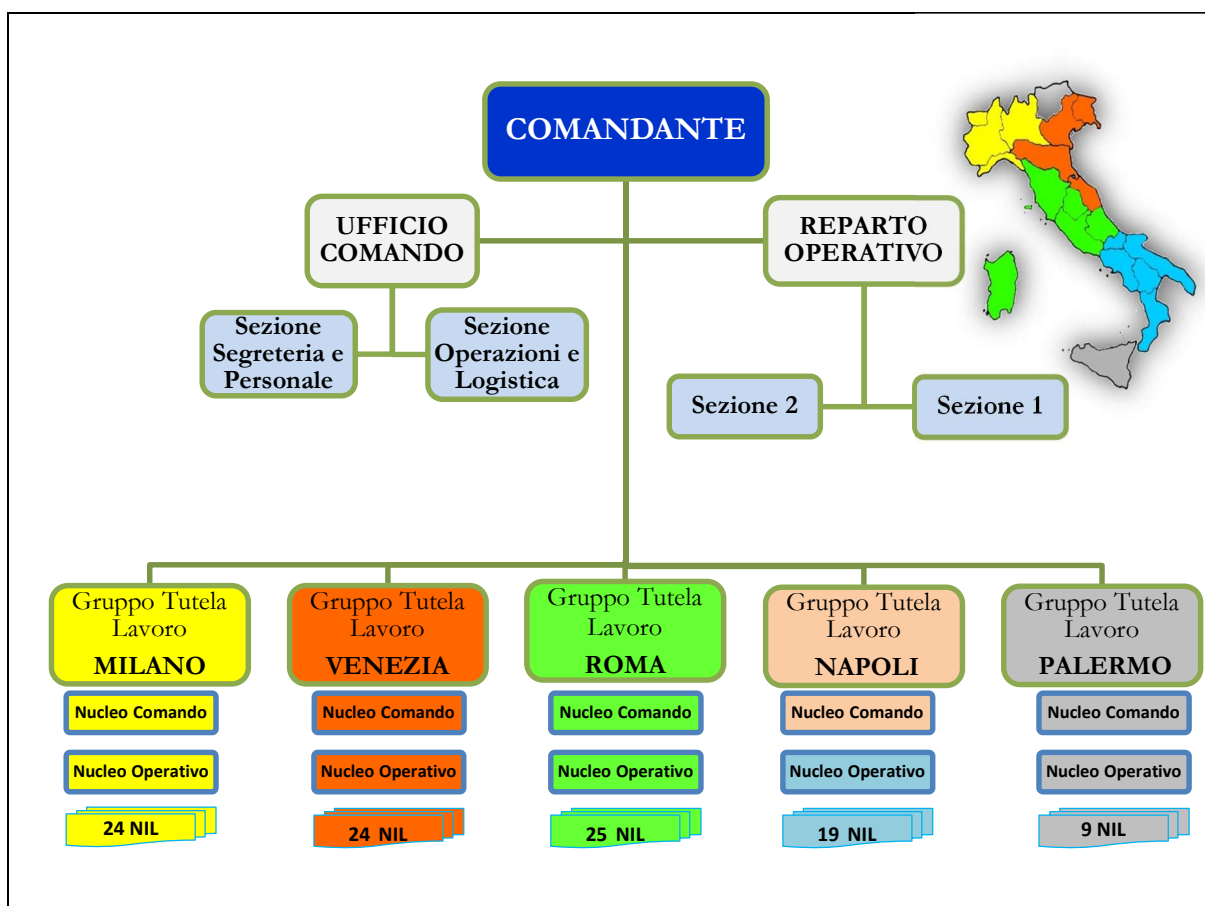 COMANDANTE
UFFICIO
COMANDO
REPARTO
OPERATIVO
Sezione
Segreteria e
Personale
Sezione
Operazioni e
Logistica
Sezione 2
Sezione 1
Gruppo Tutela
Lavoro
MILANO
Nucleo Comando
Nucleo Operativo
24 NIL
Gruppo Tutela
Lavoro
VENEZIA
Nucleo Comando
Nucleo Operativo
24 NIL
Gruppo Tutela
Lavoro
ROMA
Nucleo Comando
Nucleo Operativo
25 NIL
Gruppo Tutela
Lavoro
NAPOLI
Nucleo Comando
Nucleo Operativo
19 NIL
Gruppo Tutela
Lavoro
PALERMO
Nucleo Comando
Nucleo Operativo
9 NIL